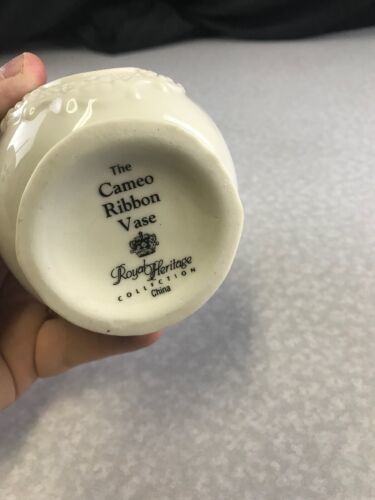 The
Cameo
Ribbon
Vase
Royal Heritage
COLLECTION
China